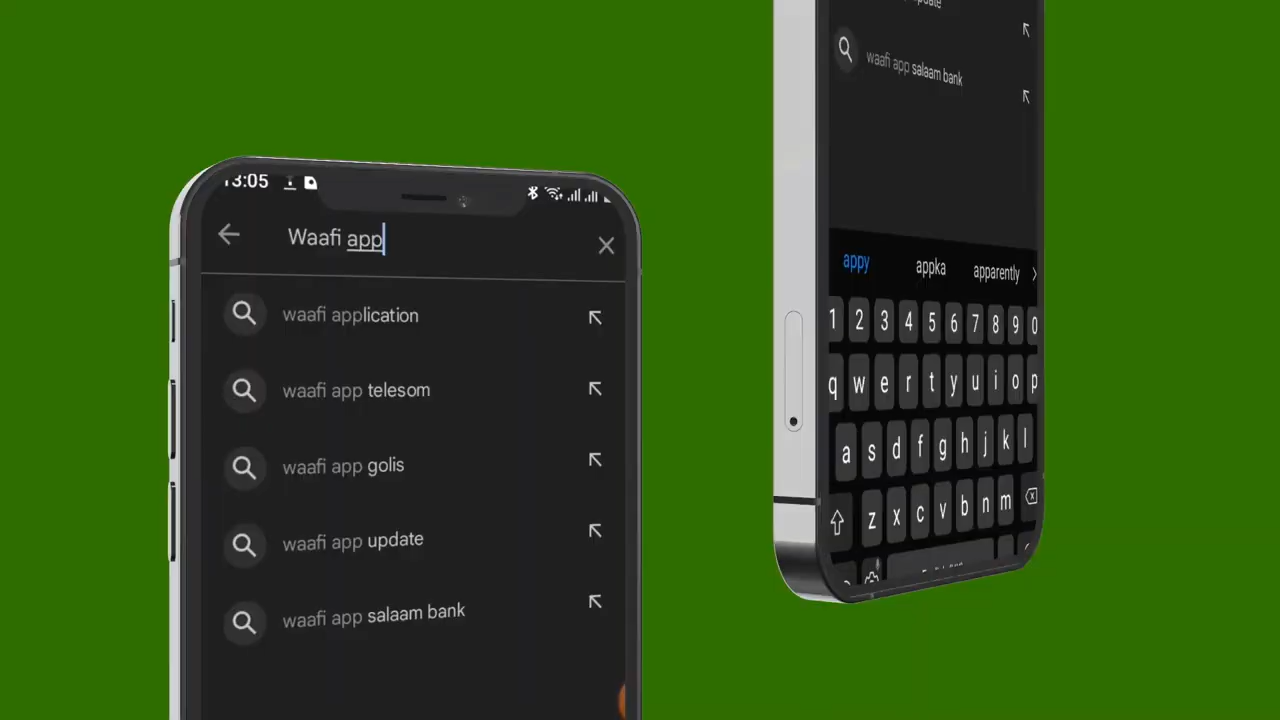 13:05
Waafi app
waafi application
waafi app telesom
waafi app golis
waafi app update
waafi app salaam bank
update
waafi app salaam bank
appy appka apparently
1 2 3 4 5 6 7 8 9 0
q w e r t y u i o p
a s d f g h j k l
z x c v b n m